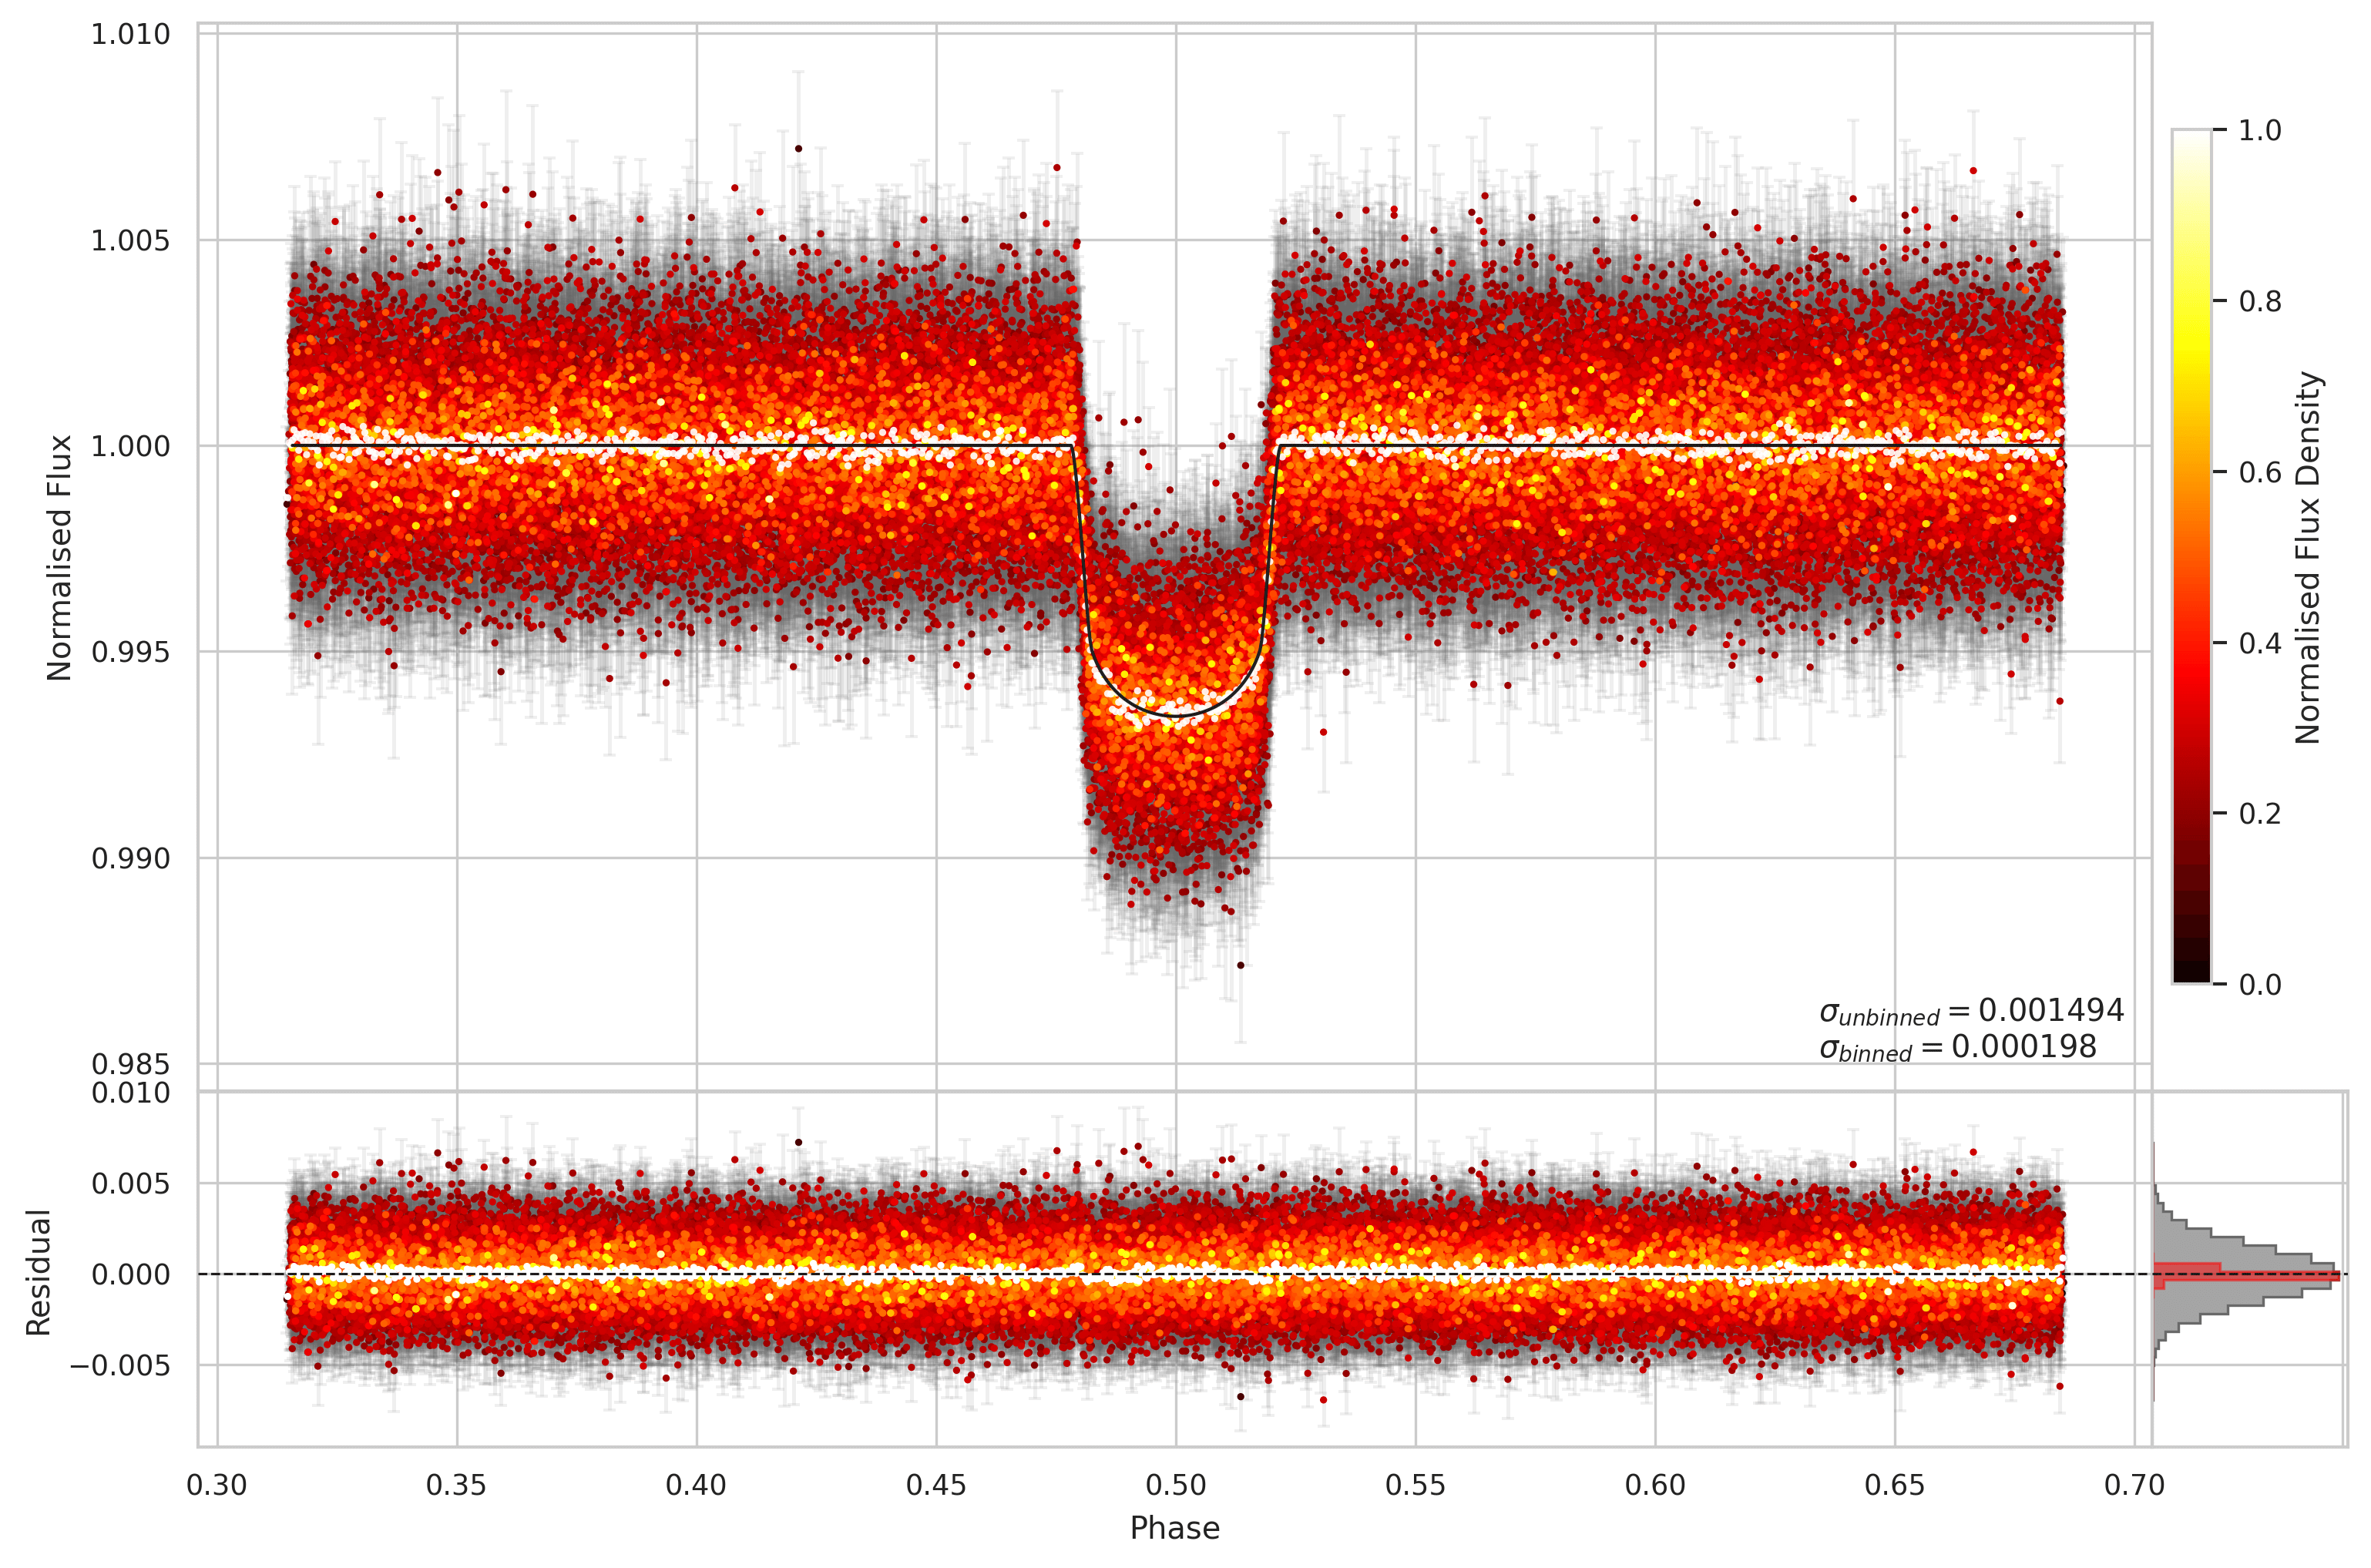 1.010
1.005
1.000
0.995
0.990
0.985
Normalised Flux
σunbinned = 0.001494
σbinned = 0.000198
1.0
0.8
0.6
0.4
0.2
0.0
Normalised Flux Density
0.010
0.005
0.000
−0.005
Residual
0.30 0.35 0.40 0.45 0.50 0.55 0.60 0.65 0.70
Phase